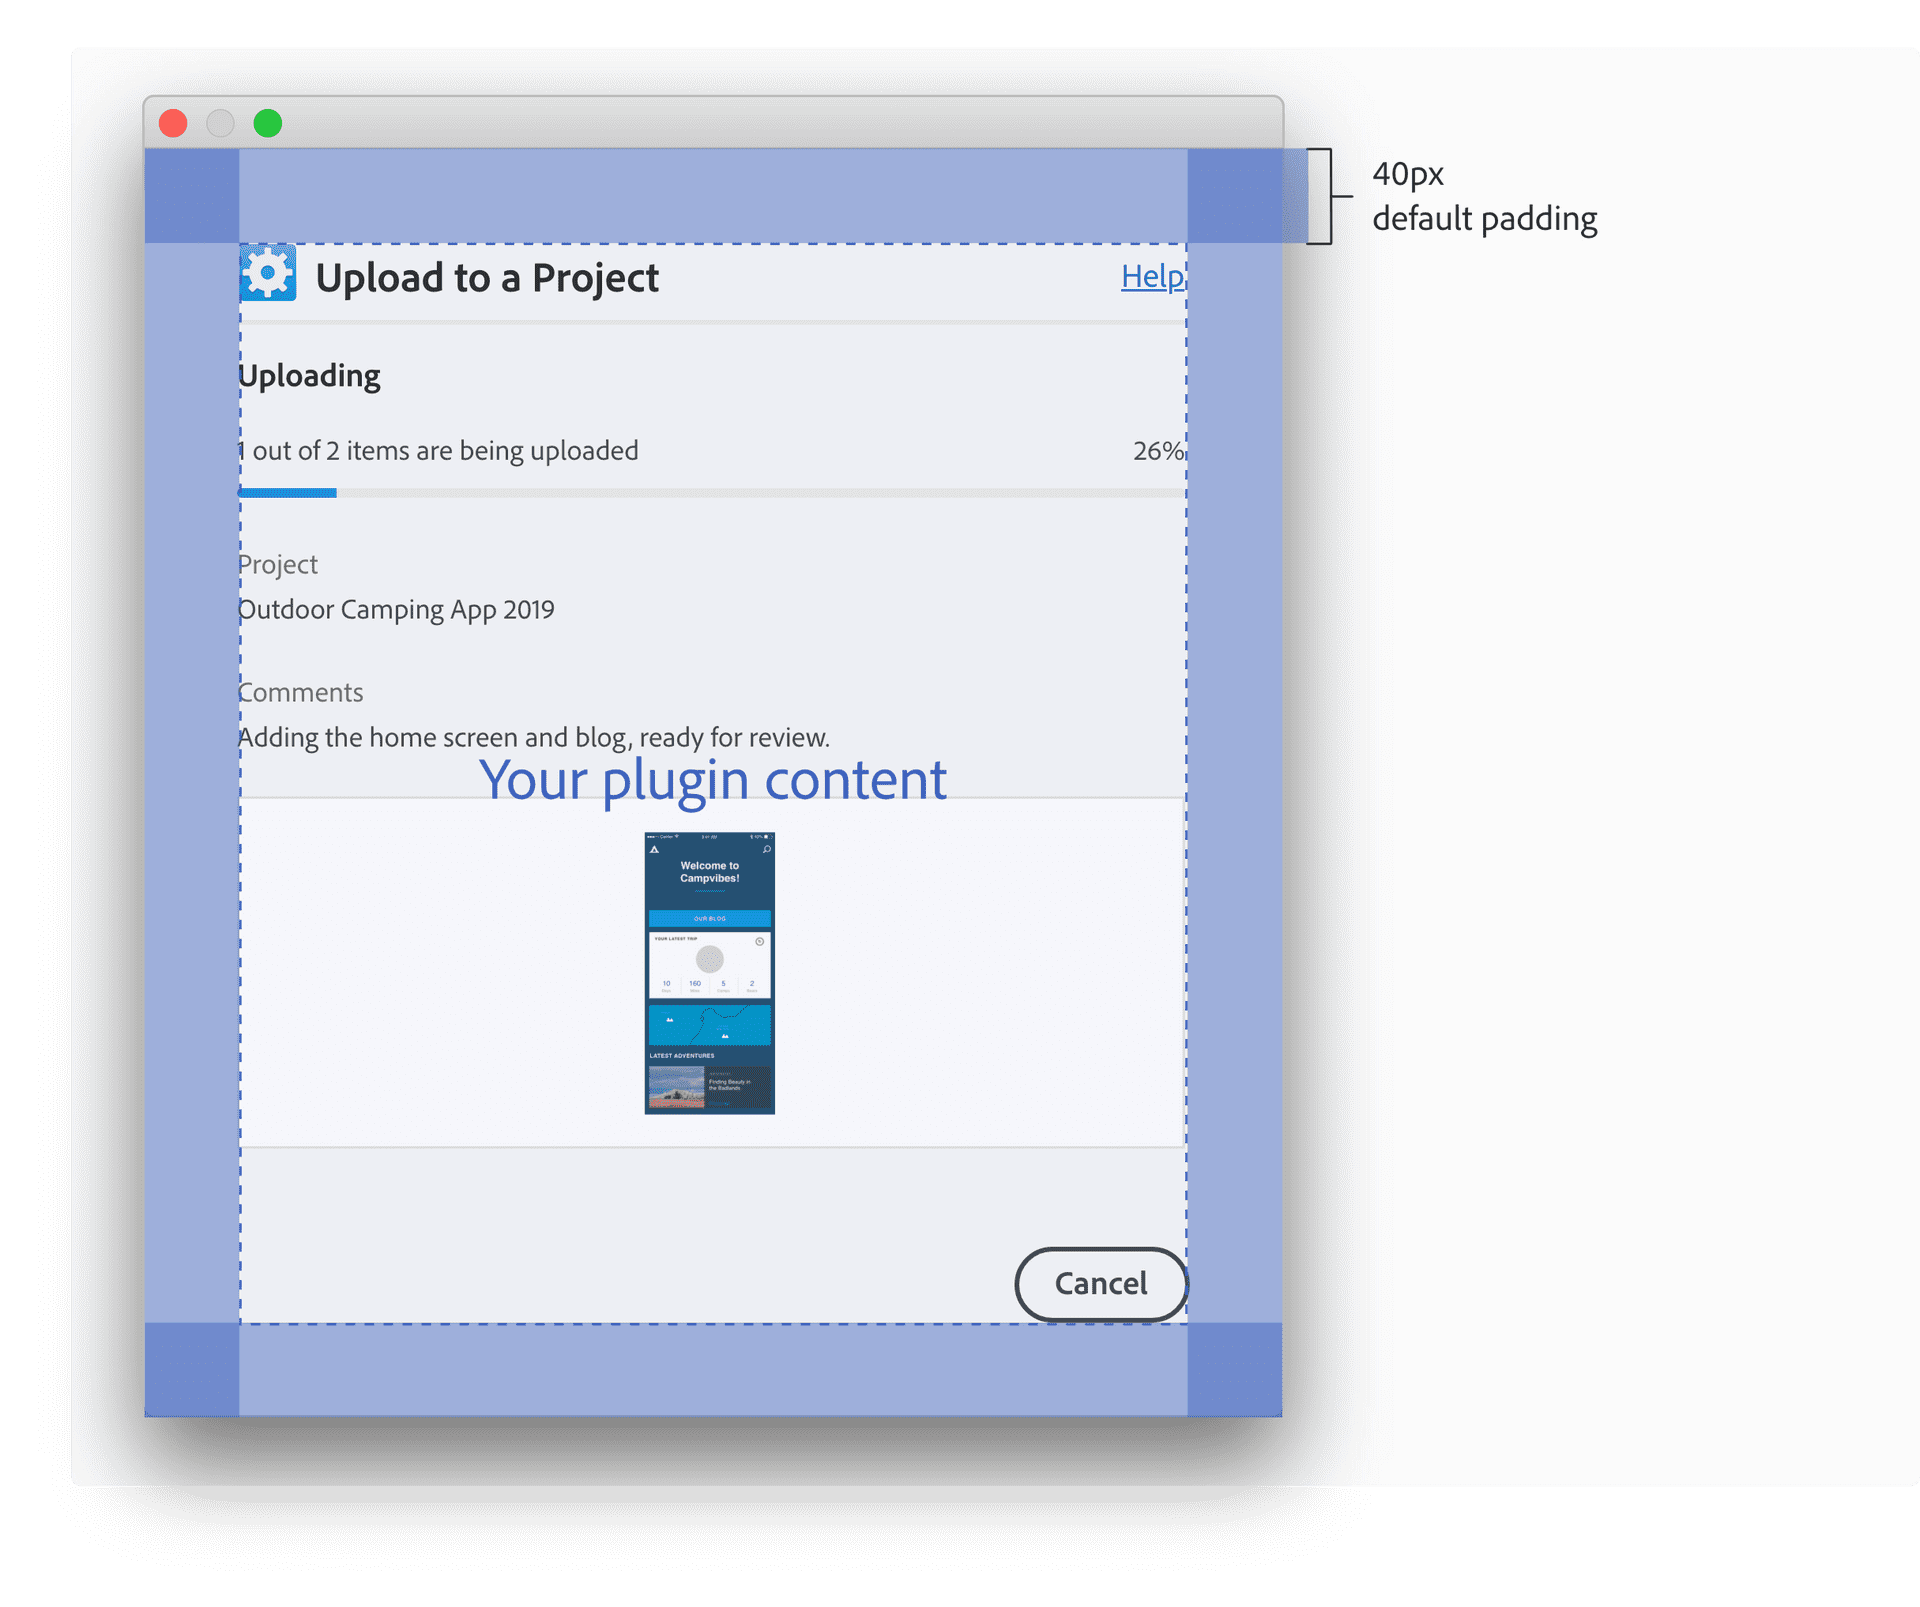 40px
default padding
Upload to a Project
Help
Uploading
1 out of 2 items are being uploaded
26%
Project
Outdoor Camping App 2019
Comments
Adding the home screen and blog, ready for review.
Your plugin content
Welcome to
Campvibes!
OUR BLOG
YOUR LATEST TRIP
10
160
5
2
LATEST ADVENTURES
Finding Beauty in
the Badlands
Cancel